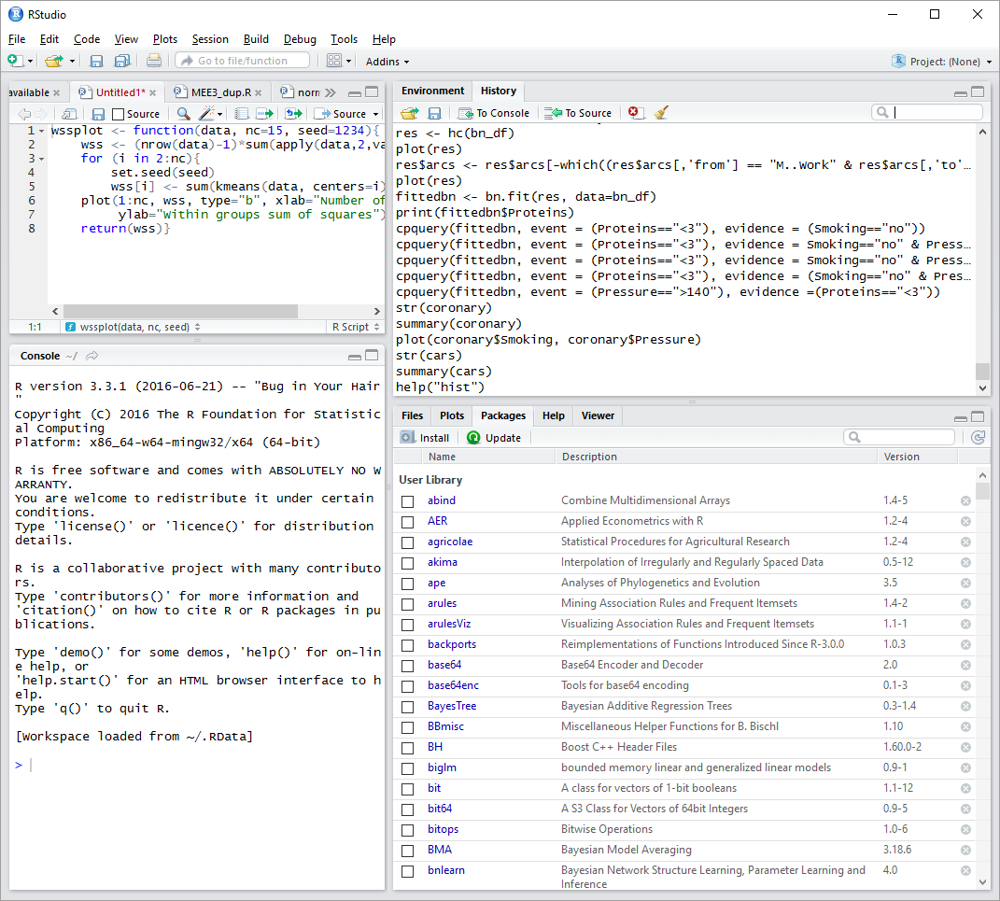 RStudio
File Edit Code View Plots Session Build Debug Tools Help
Go to file/function Addins Project: (None)
available Untitled1* MEE3_dup.R norn
Source Source
1 wssplot <- function(data, nc=15, seed=1234){
2 wss <- (nrow(data)-1)*sum(apply(data,2,va
3 for (i in 2:nc){
4 set.seed(seed)
5 wss[i] <- sum(kmeans(data, centers=i)
6 plot(1:nc, wss, type="b", xlab="Number of
7 ylab="Within groups sum of squares")
8 return(wss)}
1:1 wssplot(data, nc, seed) R Script
Console ~/
R version 3.3.1 (2016-06-21) -- "Bug in Your Hair
"
Copyright (C) 2016 The R Foundation for Statistic
al Computing
Platform: x86_64-w64-mingw32/x64 (64-bit)
R is free software and comes with ABSOLUTELY NO W
ARRANTY.
You are welcome to redistribute it under certain
conditions.
Type 'license()' or 'licence()' for distribution
details.
R is a collaborative project with many contributo
rs.
Type 'contributors()' for more information and
'citation()' on how to cite R or R packages in pu
blications.
Type 'demo()' for some demos, 'help()' for on-lin
e help, or
'help.start()' for an HTML browser interface to h
elp.
Type 'q()' to quit R.
[Workspace loaded from ~/.RData]
>
Environment History
To Console To Source
res <- hc(bn_df)
plot(res)
res$arcs <- res$arcs[-which((res$arcs[,'from'] == "M..Work" & res$arcs[,'to'…
plot(res)
fittedbn <- bn.fit(res, data=bn_df)
print(fittedbn$Proteins)
cpquery(fittedbn, event = (Proteins=="<3"), evidence = (Smoking=="no"))
cpquery(fittedbn, event = (Proteins=="<3"), evidence = Smoking=="no" & Press…
cpquery(fittedbn, event = (Proteins=="<3"), evidence = Smoking=="no" & Press…
cpquery(fittedbn, event = (Proteins=="<3"), evidence = (Smoking=="no" & Pres…
cpquery(fittedbn, event = (Pressure==">140"), evidence =(Proteins=="<3"))
str(coronary)
summary(coronary)
plot(coronary$Smoking, coronary$Pressure)
str(cars)
summary(cars)
help("hist")
Files Plots Packages Help Viewer
Install Update
Name Description Version
User Library
abind Combine Multidimensional Arrays 1.4-5
AER Applied Econometrics with R 1.2-4
agricolae Statistical Procedures for Agricultural Research 1.2-4
akima Interpolation of Irregularly and Regularly Spaced Data 0.5-12
ape Analyses of Phylogenetics and Evolution 3.5
arules Mining Association Rules and Frequent Itemsets 1.4-2
arulesViz Visualizing Association Rules and Frequent Itemsets 1.1-1
backports Reimplementations of Functions Introduced Since R-3.0.0 1.0.3
base64 Base64 Encoder and Decoder 2.0
base64enc Tools for base64 encoding 0.1-3
BayesTree Bayesian Additive Regression Trees 0.3-1.4
BBmisc Miscellaneous Helper Functions for B. Bischl 1.10
BH Boost C++ Header Files 1.60.0-2
biglm bounded memory linear and generalized linear models 0.9-1
bit A class for vectors of 1-bit booleans 1.1-12
bit64 A S3 Class for Vectors of 64bit Integers 0.9-5
bitops Bitwise Operations 1.0-6
BMA Bayesian Model Averaging 3.18.6
bnlearn Bayesian Network Structure Learning, Parameter Learning and 4.0
Inference